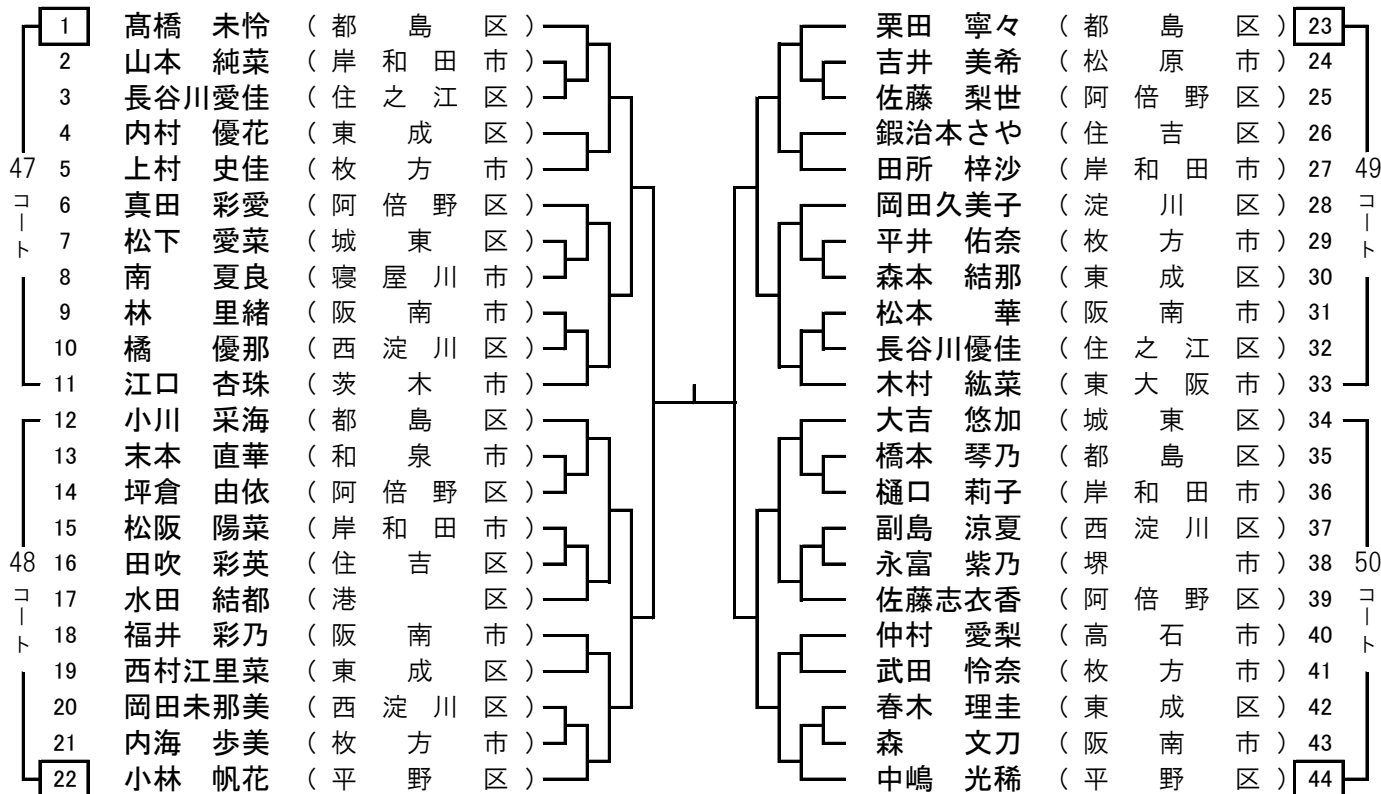 1 髙橋 未怜 （都島区）
2 山本 純菜 （岸和田市）
3 長谷川愛佳 （住之江区）
4 内村 優花 （東成区）
5 上村 史佳 （枚方市）
6 真田 彩愛 （阿倍野区）
7 松下 愛菜 （城東区）
8 南 夏良 （寝屋川市）
9 林 里緒 （阪南市）
10 橘 優那 （西淀川区）
11 江口 杏珠 （茨木市）
47コート
12 小川 采海 （都島区）
13 末本 直華 （和泉市）
14 坪倉 由依 （阿倍野区）
15 松阪 陽菜 （岸和田市）
16 田吹 彩英 （住吉区）
17 水田 結都 （港区）
18 福井 彩乃 （阪南市）
19 西村江里菜 （東成区）
20 岡田未那美 （西淀川区）
21 内海 歩美 （枚方市）
22 小林 帆花 （平野区）
48コート
栗田 寧々 （都島区） 23
吉井 美希 （松原市） 24
佐藤 梨世 （阿倍野区） 25
鍜治本さや （住吉区） 26
田所 梓沙 （岸和田市） 27
岡田久美子 （淀川区） 28
平井 佑奈 （枚方市） 29
森本 結那 （東成区） 30
松本 華 （阪南市） 31
長谷川優佳 （住之江区） 32
木村 紘菜 （東大阪市） 33
49コート
大吉 悠加 （城東区） 34
橋本 琴乃 （都島区） 35
樋口 莉子 （岸和田市） 36
副島 涼夏 （西淀川区） 37
永富 紫乃 （堺市） 38
佐藤志衣香 （阿倍野区） 39
仲村 愛梨 （高石市） 40
武田 怜奈 （枚方市） 41
春木 理圭 （東成区） 42
森 文刀 （阪南市） 43
中嶋 光稀 （平野区） 44
50コート